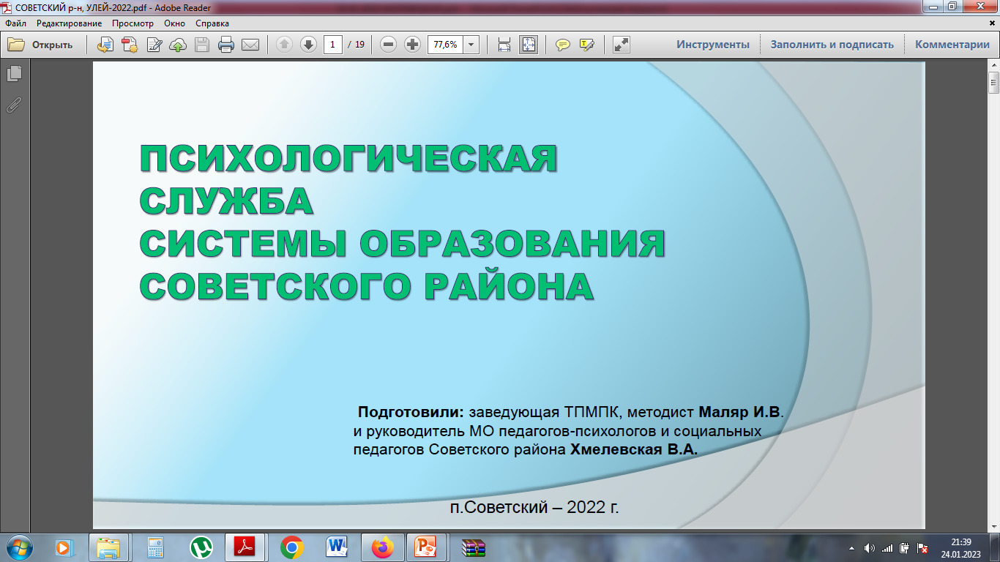 СОВЕТСКИЙ р-н, УЛЕЙ-2022.pdf - Adobe Reader
Файл Редактирование Просмотр Окно Справка
Открыть 1 / 19 77,6% Инструменты Заполнить и подписать Комментарии
ПСИХОЛОГИЧЕСКАЯ
СЛУЖБА
СИСТЕМЫ ОБРАЗОВАНИЯ
СОВЕТСКОГО РАЙОНА
Подготовили: заведующая ТПМПК, методист Маляр И.В.
и руководитель МО педагогов-психологов и социальных
педагогов Советского района Хмелевская В.А.
п.Советский – 2022 г.
21:39
24.01.2023